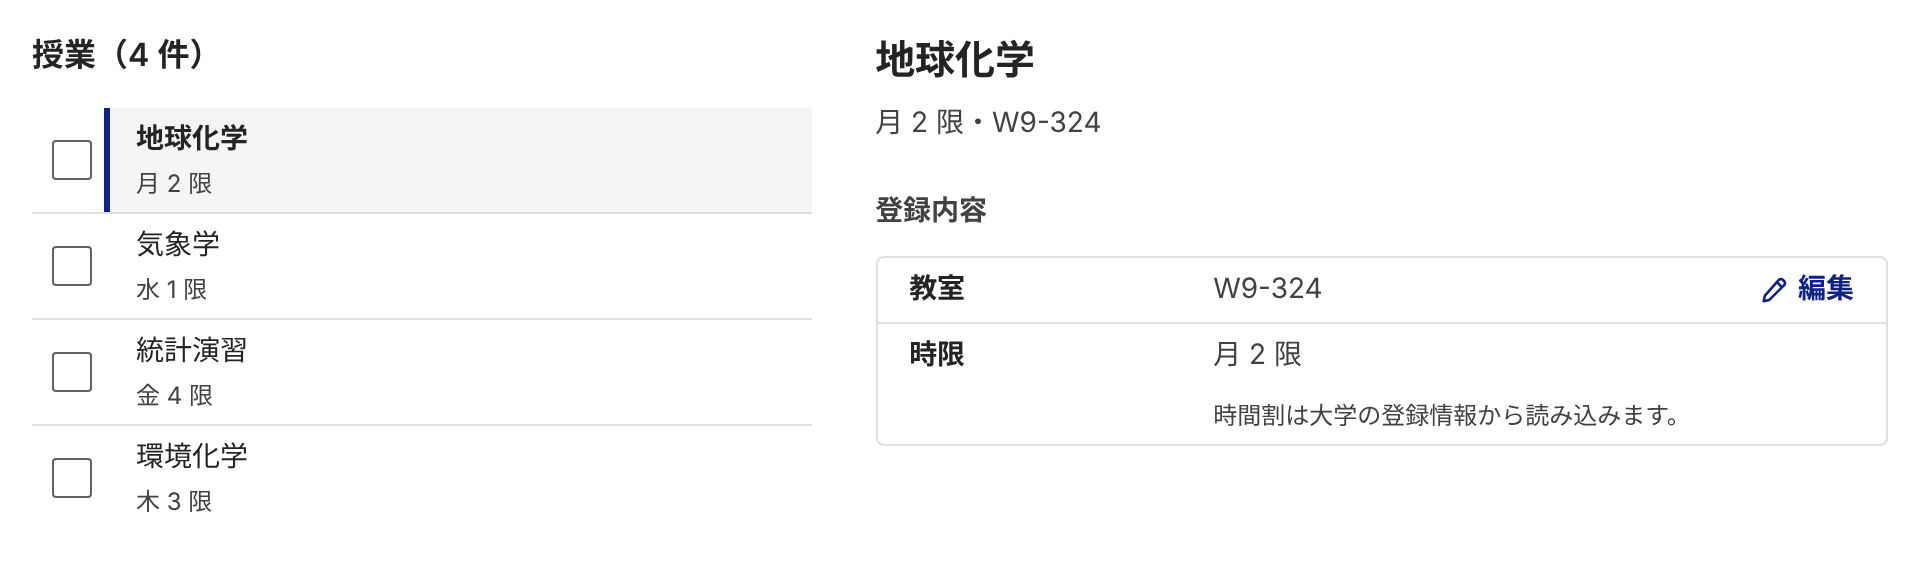 授業（4 件）
地球化学
月 2 限
気象学
水 1 限
統計演習
金 4 限
環境化学
木 3 限
地球化学
月 2 限・W9-324
登録内容
教室 W9-324 編集
時限 月 2 限
時間割は大学の登録情報から読み込みます。